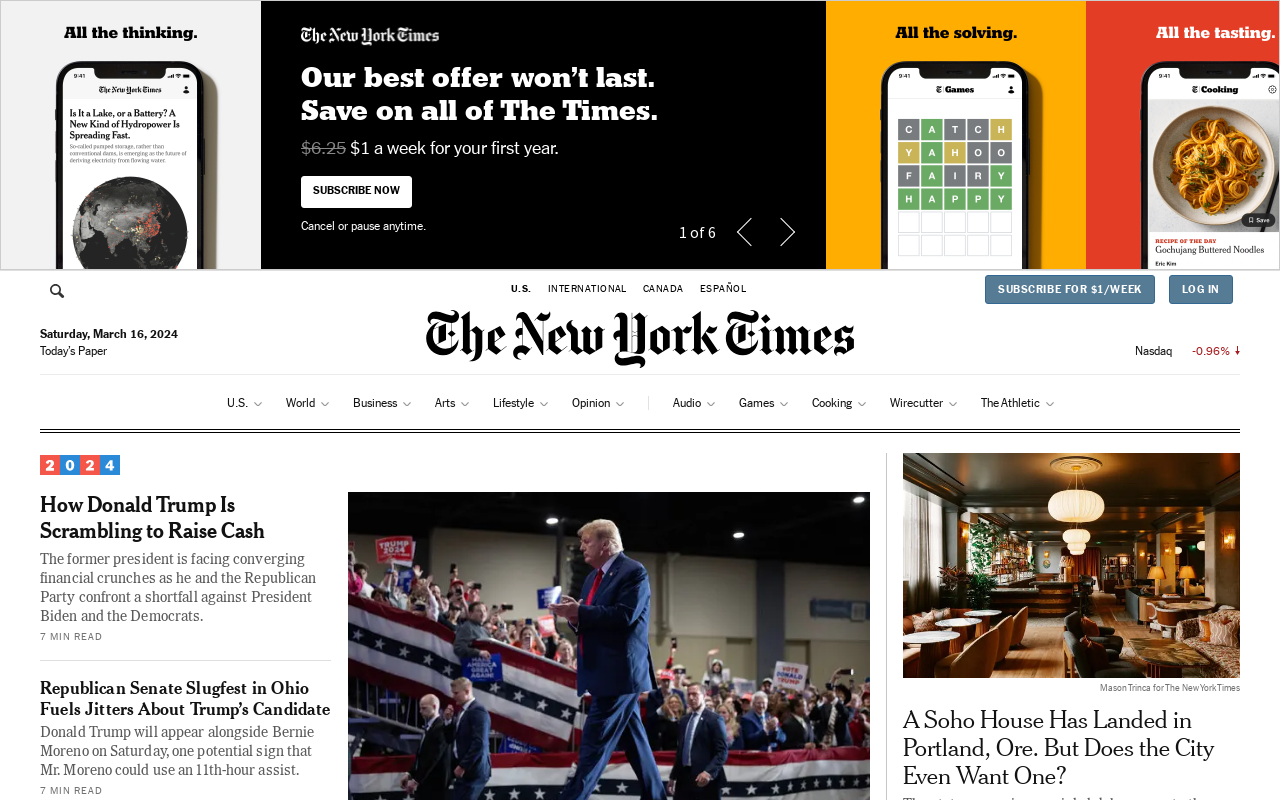 All the thinking.
9:41
The New York Times
Is It a Lake, or a Battery? A
New Kind of Hydropower Is
Spreading Fast.
So-called pumped storage, rather than
conventional dams, is emerging as the future of
deriving electricity from flowing water.
The New York Times
Our best offer won’t last.
Save on all of The Times.
$6.25 $1 a week for your first year.
SUBSCRIBE NOW
Cancel or pause anytime.
1 of 6
All the solving.
9:41
T Games
C A T C H
Y A H O O
F A I R Y
H A P P Y
All the tasting.
9:41
T Cooking
Save
RECIPE OF THE DAY
Gochujang Buttered Noodles
Eric Kim
U.S. INTERNATIONAL CANADA ESPAÑOL
SUBSCRIBE FOR $1/WEEK LOG IN
Saturday, March 16, 2024
Today’s Paper
The New York Times
Nasdaq -0.96%
U.S. World Business Arts Lifestyle Opinion Audio Games Cooking Wirecutter The Athletic
2024
How Donald Trump Is
Scrambling to Raise Cash
The former president is facing converging
financial crunches as he and the Republican
Party confront a shortfall against President
Biden and the Democrats.
7 MIN READ
Republican Senate Slugfest in Ohio
Fuels Jitters About Trump’s Candidate
Donald Trump will appear alongside Bernie
Moreno on Saturday, one potential sign that
Mr. Moreno could use an 11th-hour assist.
7 MIN READ
TRUMP
2024
MAKE
AMERICA
GREAT
AGAIN!
VOTE
DONALD
TRUMP
Mason Trinca for The New York Times
A Soho House Has Landed in
Portland, Ore. But Does the City
Even Want One?